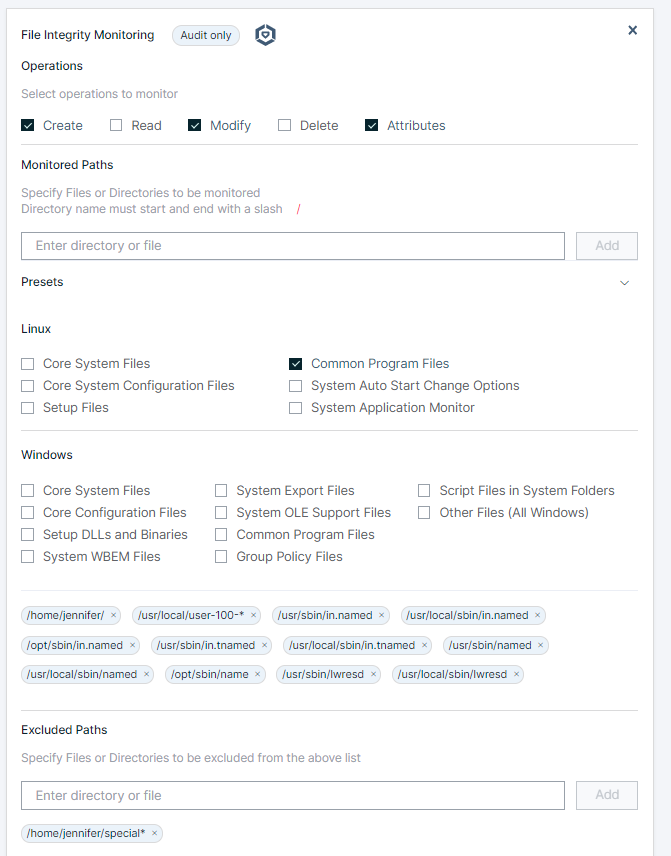 File Integrity Monitoring Audit only
Operations
Select operations to monitor
Create Read Modify Delete Attributes
Monitored Paths
Specify Files or Directories to be monitored
Directory name must start and end with a slash /
Enter directory or file Add
Presets
Linux
Core System Files Common Program Files
Core System Configuration Files System Auto Start Change Options
Setup Files System Application Monitor
Windows
Core System Files System Export Files Script Files in System Folders
Core Configuration Files System OLE Support Files Other Files (All Windows)
Setup DLLs and Binaries Common Program Files
System WBEM Files Group Policy Files
/home/jennifer/ × /usr/local/user-100-* × /usr/sbin/in.named × /usr/local/sbin/in.named ×
/opt/sbin/in.named × /usr/sbin/in.tnamed × /usr/local/sbin/in.tnamed × /usr/sbin/named ×
/usr/local/sbin/named × /opt/sbin/name × /usr/sbin/lwresd × /usr/local/sbin/lwresd ×
Excluded Paths
Specify Files or Directories to be excluded from the above list
Enter directory or file Add
/home/jennifer/special* ×